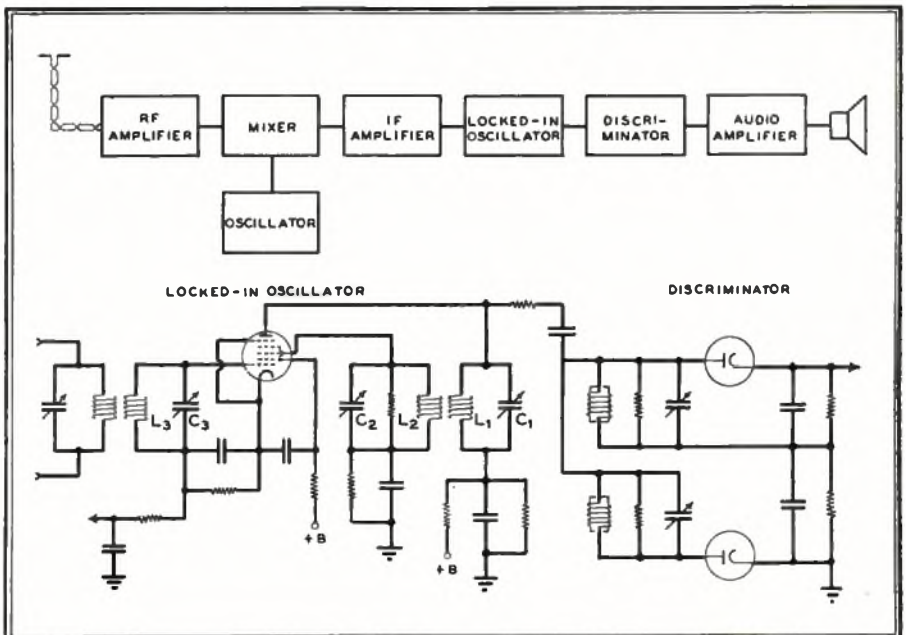 RF
AMPLIFIER
MIXER
IF
AMPLIFIER
LOCKED-IN
OSCILLATOR
DISCRI-
MINATOR
AUDIO
AMPLIFIER
OSCILLATOR
LOCKED-IN OSCILLATOR
DISCRIMINATOR
L3
C3
C2
L2
L1
C1
+B
+B